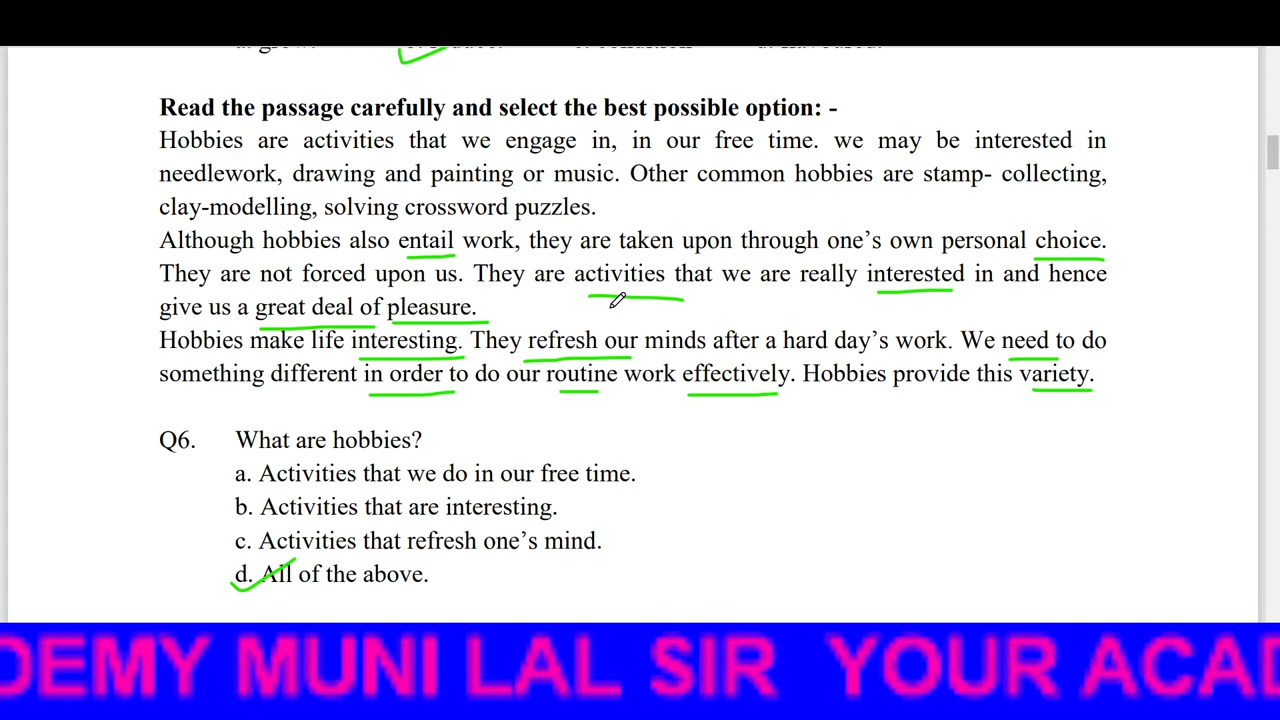 Read the passage carefully and select the best possible option: -
Hobbies are activities that we engage in, in our free time. we may be interested in
needlework, drawing and painting or music. Other common hobbies are stamp- collecting,
clay-modelling, solving crossword puzzles.
Although hobbies also entail work, they are taken upon through one’s own personal choice.
They are not forced upon us. They are activities that we are really interested in and hence
give us a great deal of pleasure.
Hobbies make life interesting. They refresh our minds after a hard day’s work. We need to do
something different in order to do our routine work effectively. Hobbies provide this variety.
Q6. What are hobbies?
a. Activities that we do in our free time.
b. Activities that are interesting.
c. Activities that refresh one’s mind.
d. All of the above.
DEMY MUNI LAL SIR YOUR ACAD